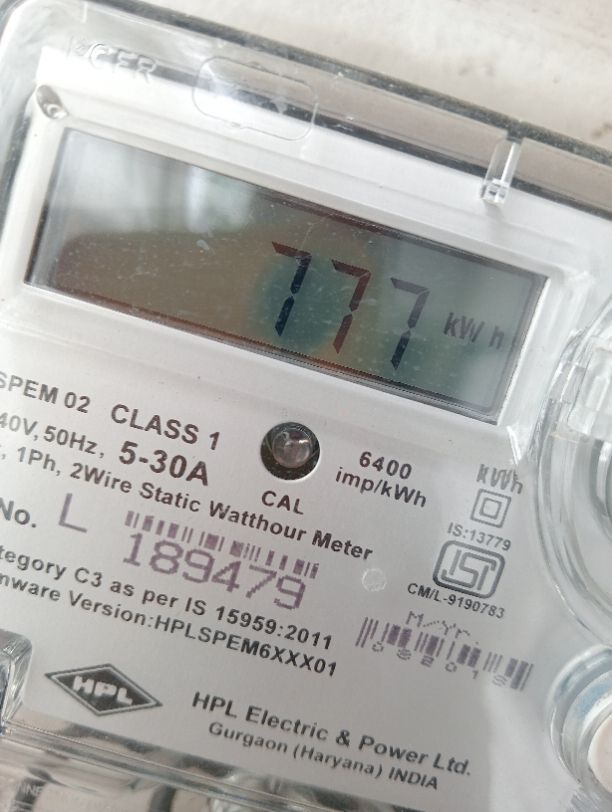 777 kWh
SPEM 02 CLASS 1
40V, 50Hz, 5-30A
, 1Ph, 2Wire Static Watthour Meter
CAL
6400
imp/kWh
kWh
IS:13779
CM/L-9190783
No. L 189479
tegory C3 as per IS 15959:2011
mware Version:HPLSPEM6XXX01
M/Yr.
HPL
HPL Electric & Power Ltd.
Gurgaon (Haryana) INDIA